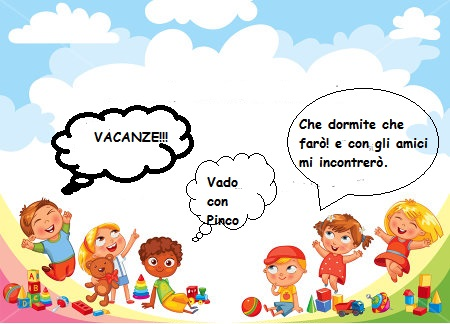 VACANZE!!!
Vado
con
Pinco
Che dormite che
farò! e con gli amici
mi incontrerò.